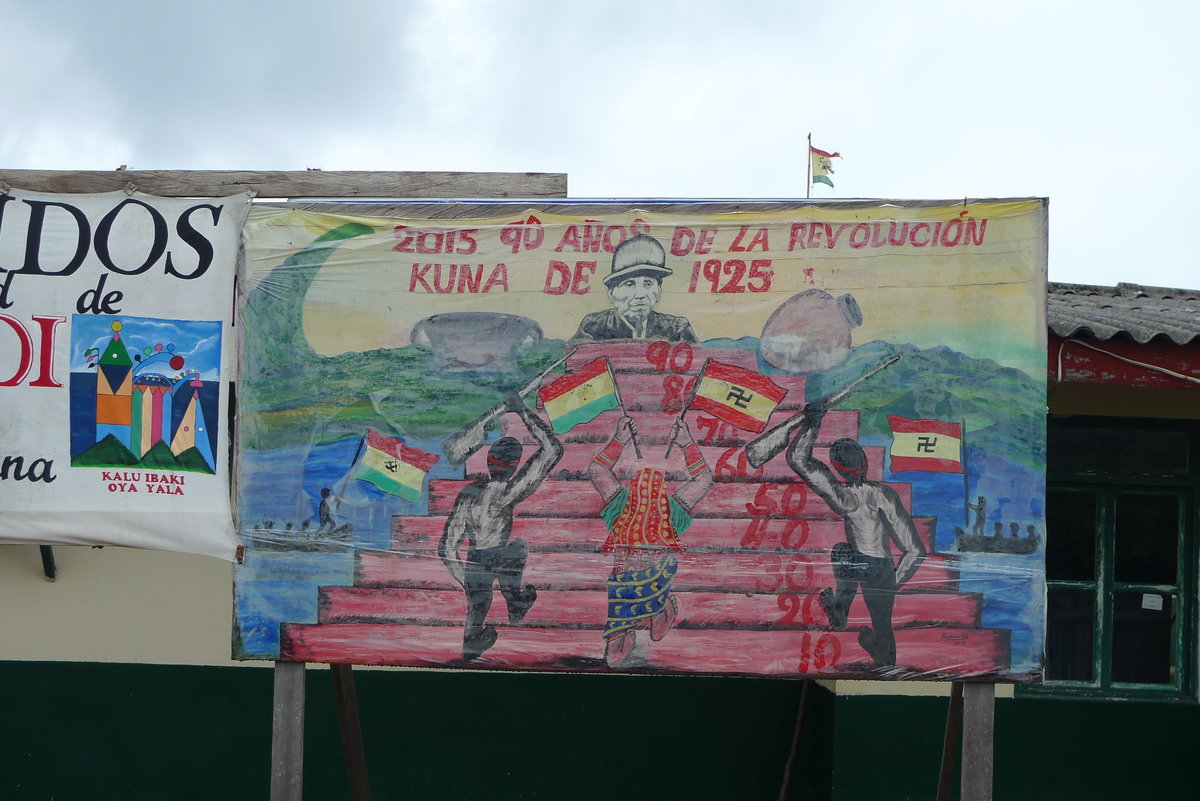 DOS
de
DI
na
KALU IBAKI
OYA YALA
2015 90 AÑOS DE LA REVOLUCIÓN
KUNA DE 1925
90
8
70
60
50
40
30
20
10